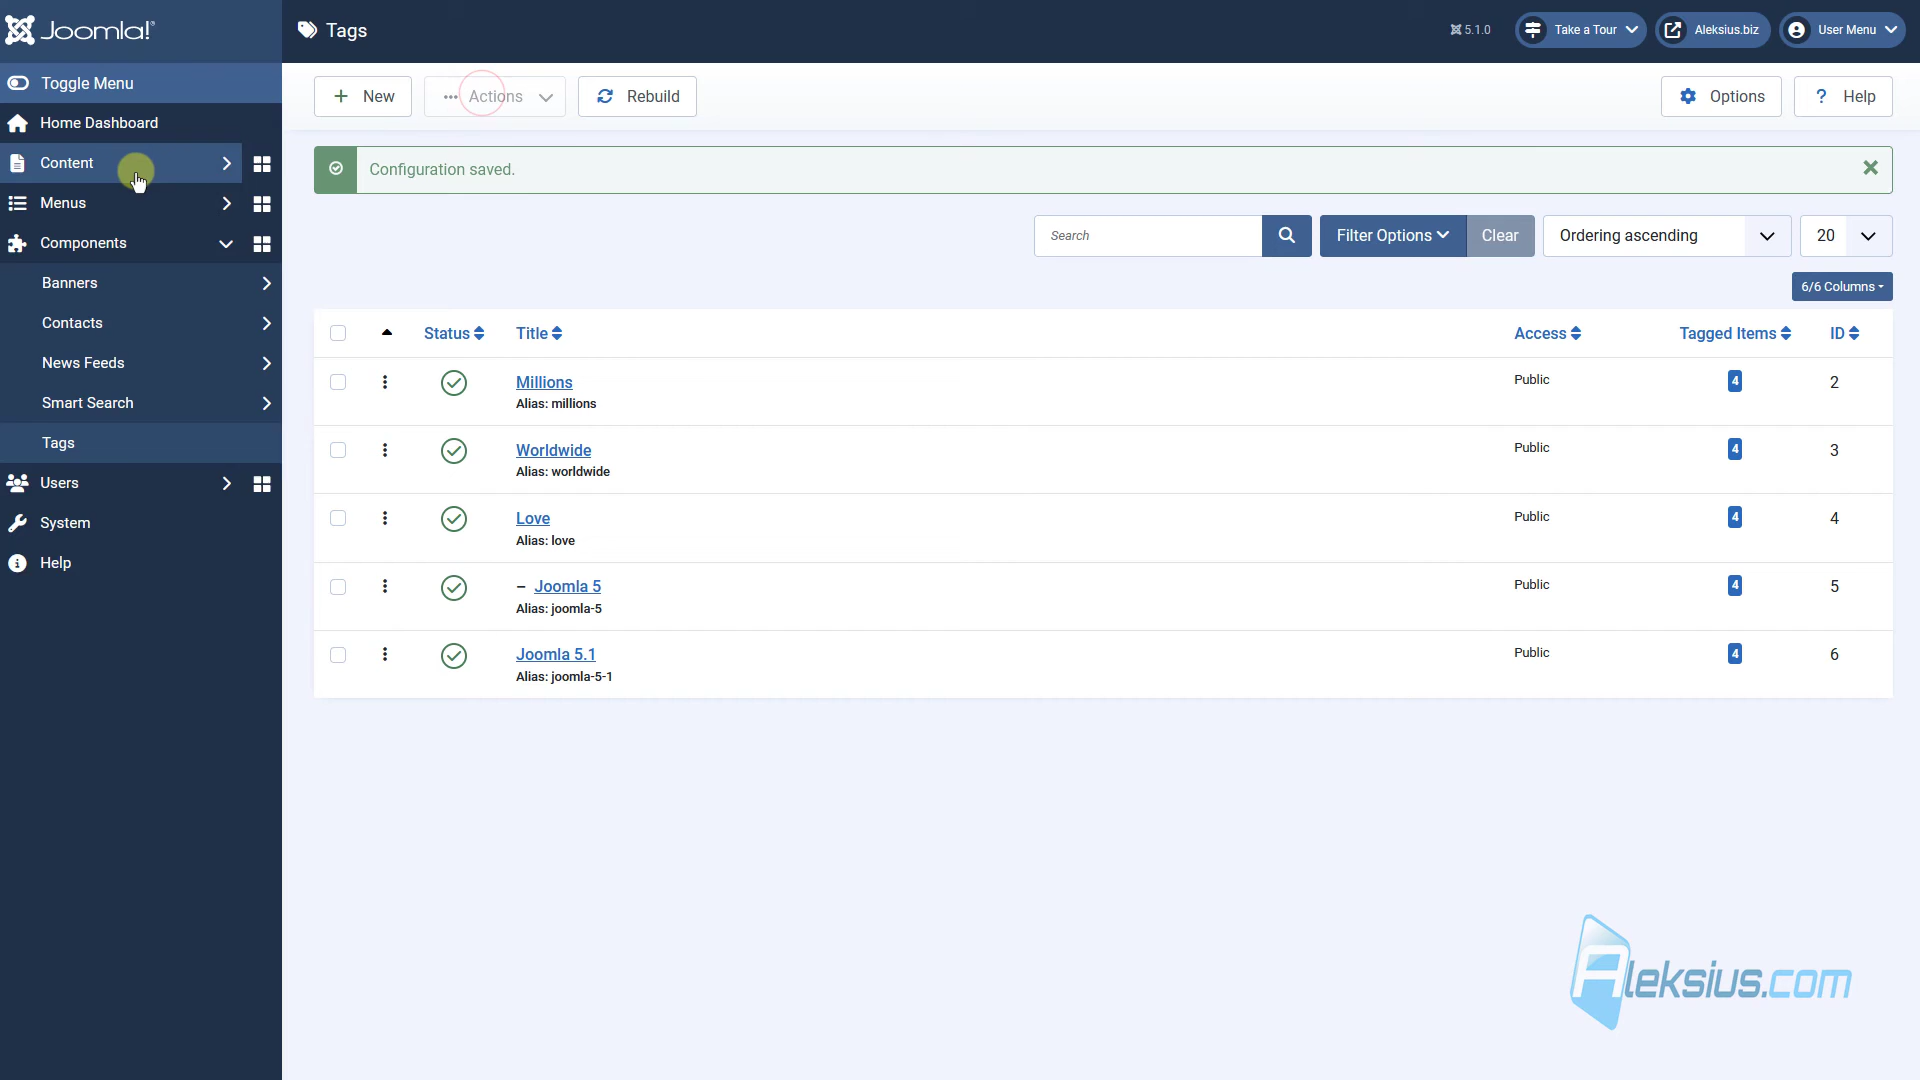 Joomla!®
Tags
5.1.0
Take a Tour
Aleksius.biz
User Menu
Toggle Menu
Home Dashboard
Content
Menus
Components
Banners
Contacts
News Feeds
Smart Search
Tags
Users
System
Help
+ New
... Actions
Rebuild
Options
? Help
Configuration saved.
Search
Filter Options
Clear
Ordering ascending
20
6/6 Columns
Status
Title
Access
Tagged Items
ID
Millions
Alias: millions
Public
4
2
Worldwide
Alias: worldwide
Public
4
3
Love
Alias: love
Public
4
4
– Joomla 5
Alias: joomla-5
Public
4
5
Joomla 5.1
Alias: joomla-5-1
Public
4
6
Aleksius.com